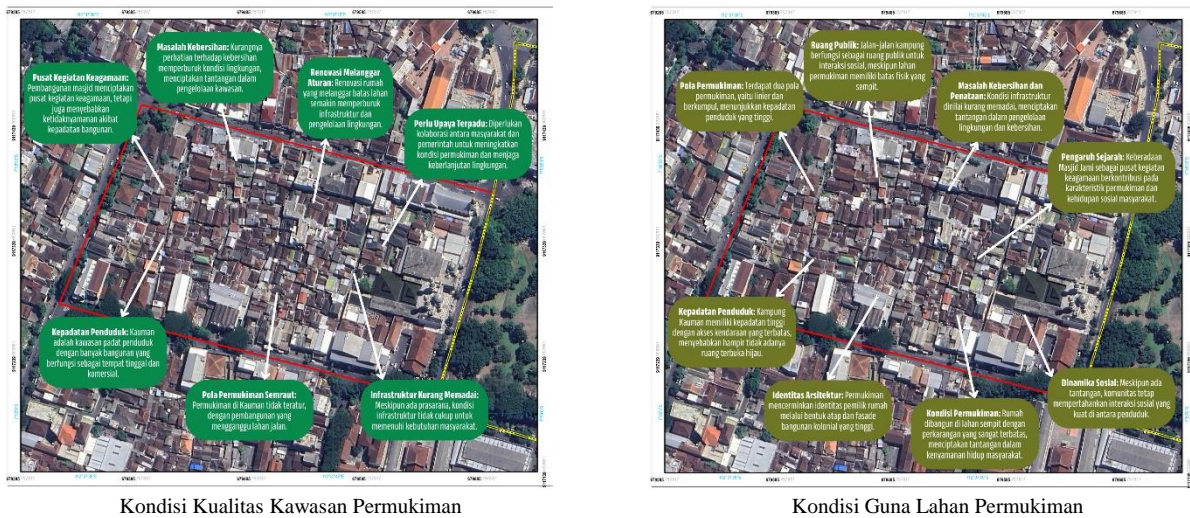 Masalah Kebersihan: Kurangnya
perhatian terhadap kebersihan
memperburuk kondisi lingkungan,
menciptakan tantangan dalam
pengelolaan kawasan.
Pusat Kegiatan Keagamaan:
Pembangunan masjid menciptakan
pusat kegiatan keagamaan, tetapi
juga menyebabkan
ketidaknyamanan akibat
kepadatan bangunan.
Renovasi Melanggar
Aturan: Renovasi rumah
yang melanggar batas lahan
semakin memperburuk
infrastruktur dan
pengelolaan lingkungan.
Perlu Upaya Terpadu: Diperlukan
kolaborasi antara masyarakat dan
pemerintah untuk meningkatkan
kondisi permukiman dan menjaga
keberlanjutan lingkungan.
Kepadatan Penduduk: Kauman
adalah kawasan padat penduduk
dengan banyak bangunan yang
berfungsi sebagai tempat tinggal dan
komersial.
Pola Permukiman Semraut:
Permukiman di Kauman tidak teratur,
dengan pembangunan yang
mengganggu lahan jalan.
Infrastruktur Kurang Memadai:
Meskipun ada prasarana, kondisi
infrastruktur tidak cukup untuk
memenuhi kebutuhan masyarakat.
Kondisi Kualitas Kawasan Permukiman
Ruang Publik: Jalan-jalan kampung
berfungsi sebagai ruang publik untuk
interaksi sosial, meskipun lahan
permukiman memiliki batas fisik yang
sempit.
Pola Permukiman: Terdapat dua pola
permukiman, yaitu linier dan
berkumpul, menunjukkan kepadatan
penduduk yang tinggi.
Masalah Kebersihan dan
Penataan: Kondisi infrastruktur
dinilai kurang memadai, menciptakan
tantangan dalam pengelolaan
lingkungan dan kebersihan.
Pengaruh Sejarah: Keberadaan
Masjid Jami sebagai pusat kegiatan
keagamaan berkontribusi pada
karakteristik permukiman dan
kehidupan sosial masyarakat.
Kepadatan Penduduk: Kampung
Kauman memiliki kepadatan tinggi
dengan akses kendaraan yang terbatas,
menyebabkan hampir tidak adanya
ruang terbuka hijau.
Identitas Arsitektur: Permukiman
mencerminkan identitas pemilik rumah
melalui bentuk atap dan fasade
bangunan kolonial yang tinggi.
Kondisi Permukiman: Rumah
dibangun di lahan sempit dengan
perkarangan yang sangat terbatas,
menciptakan tantangan dalam
kenyamanan hidup masyarakat.
Dinamika Sosial: Meskipun ada
tantangan, komunitas tetap
mempertahankan interaksi sosial yang
kuat di antara penduduk.
Kondisi Guna Lahan Permukiman